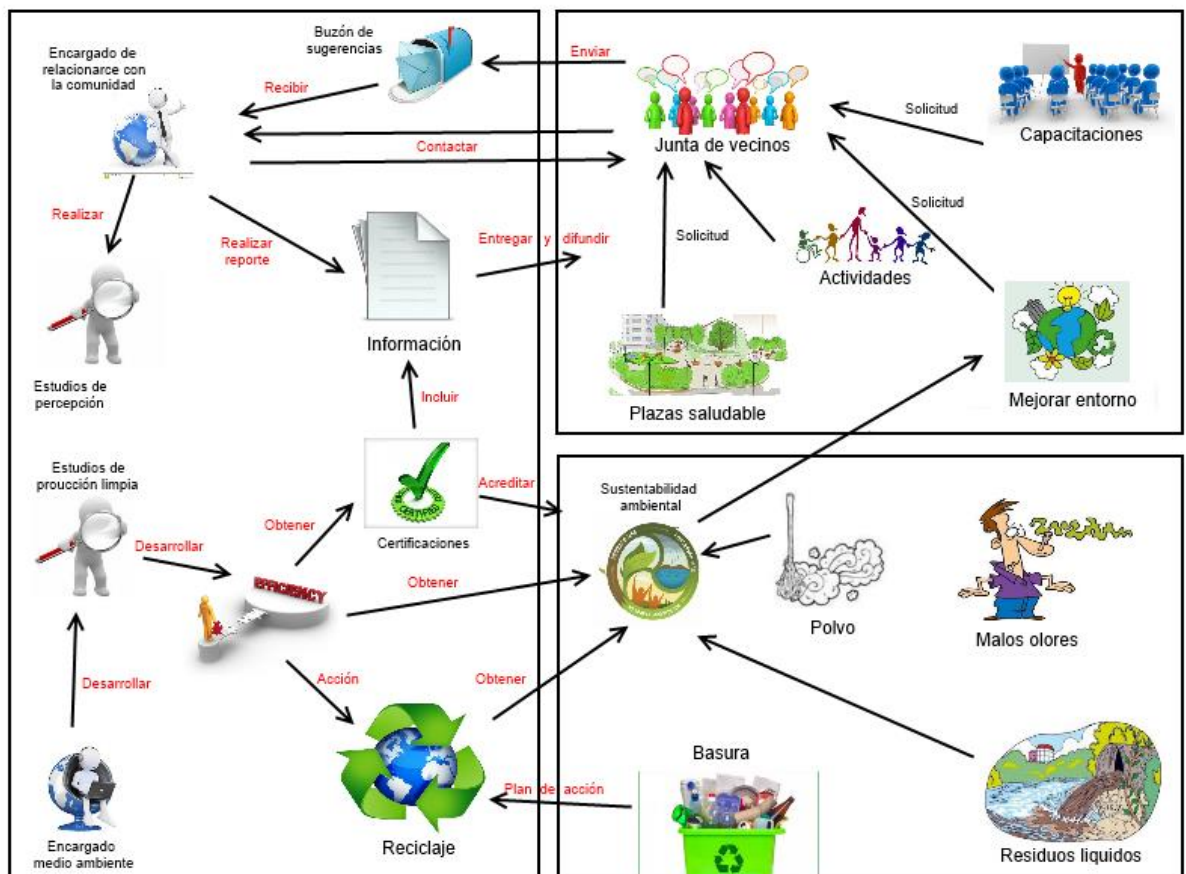 Encargado de
relacionarce con
la comunidad
Buzón de
sugerencias
Enviar
Recibir
Contactar
Junta de vecinos
Solicitud
Capacitaciones
Realizar
Realizar
reporte
Entregar y difundir
Solicitud
Solicitud
Actividades
Información
Estudios de
percepción
Plazas saludable
Mejorar entorno
Incluir
Estudios de
proucción limpia
Acreditar
Sustentabilidad
ambiental
Obtener
Certificaciones
Desarrollar
EFFICIENCY
Obtener
Polvo
Malos olores
Desarrollar
Acción
Obtener
Basura
Plan de acción
Encargado
medio ambiente
Reciclaje
Residuos liquidos